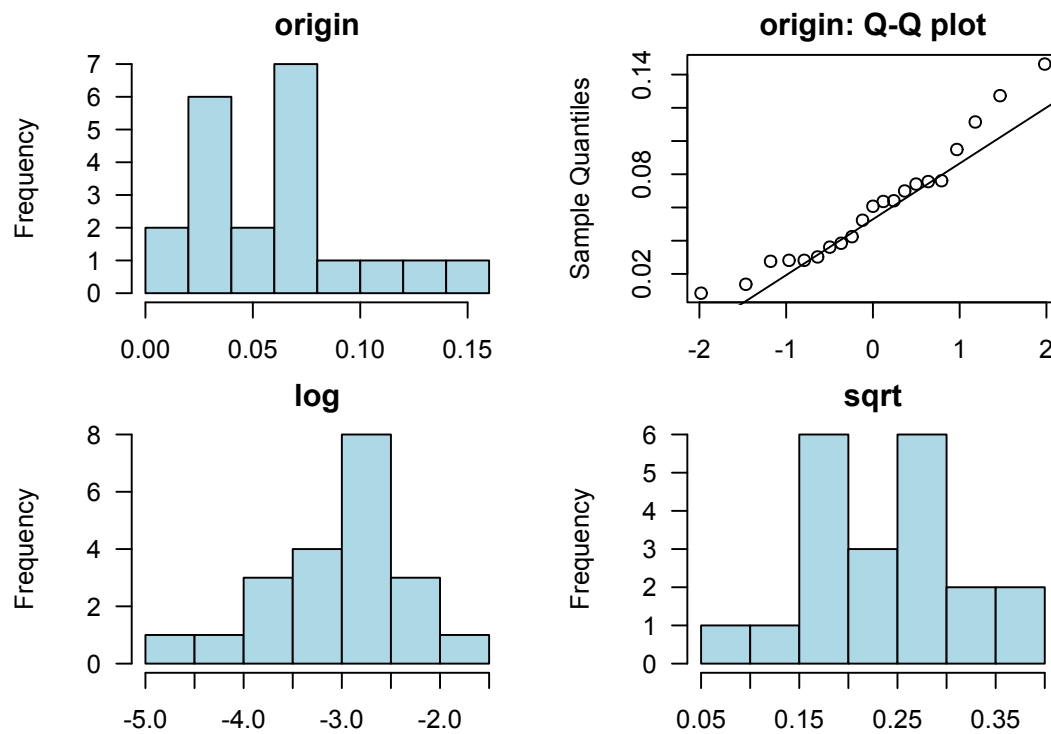 origin
Frequency
7
6
5
4
3
2
1
0
0.00 0.05 0.10 0.15
origin: Q-Q plot
Sample Quantiles
0.14
0.08
0.02
-2 -1 0 1 2
log
Frequency
8
6
4
2
0
-5.0 -4.0 -3.0 -2.0
sqrt
Frequency
6
5
4
3
2
1
0
0.05 0.15 0.25 0.35